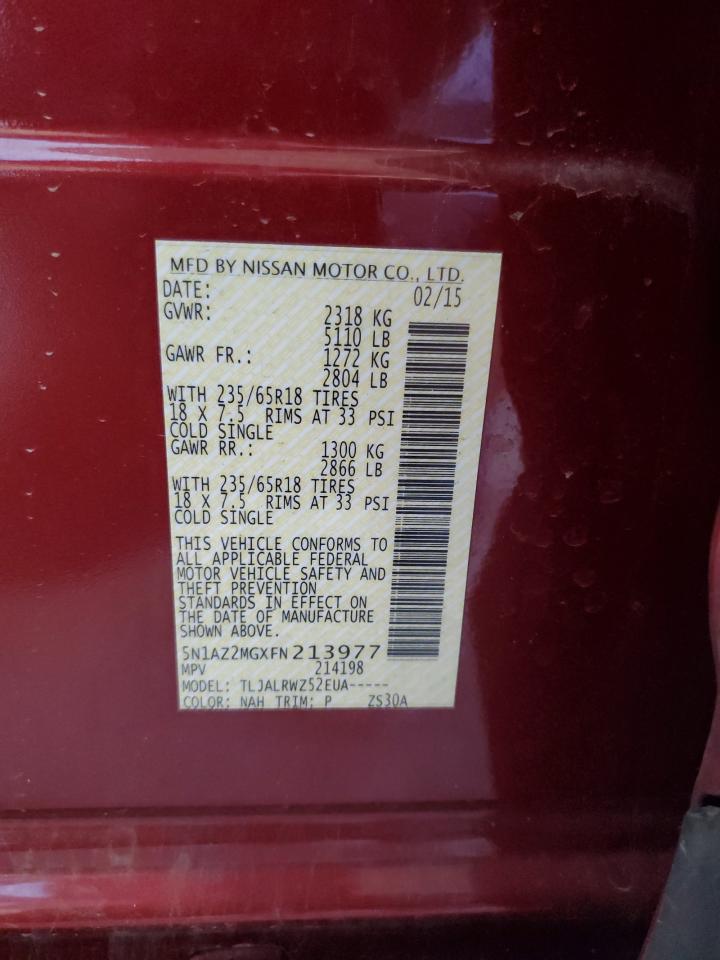 MFD BY NISSAN MOTOR CO., LTD.
DATE: 02/15
GVWR: 2318 KG
5110 LB
GAWR FR.: 1272 KG
2804 LB
WITH 235/65R18 TIRES
18 X 7.5 RIMS AT 33 PSI
COLD SINGLE
GAWR RR.: 1300 KG
2866 LB
WITH 235/65R18 TIRES
18 X 7.5 RIMS AT 33 PSI
COLD SINGLE
THIS VEHICLE CONFORMS TO
ALL APPLICABLE FEDERAL
MOTOR VEHICLE SAFETY AND
THEFT PREVENTION
STANDARDS IN EFFECT ON
THE DATE OF MANUFACTURE
SHOWN ABOVE.
5N1AZ2MGXFN213977
MPV 214198
MODEL: TLJALRWZ52EUA-----
COLOR: NAH TRIM: P ZS30A